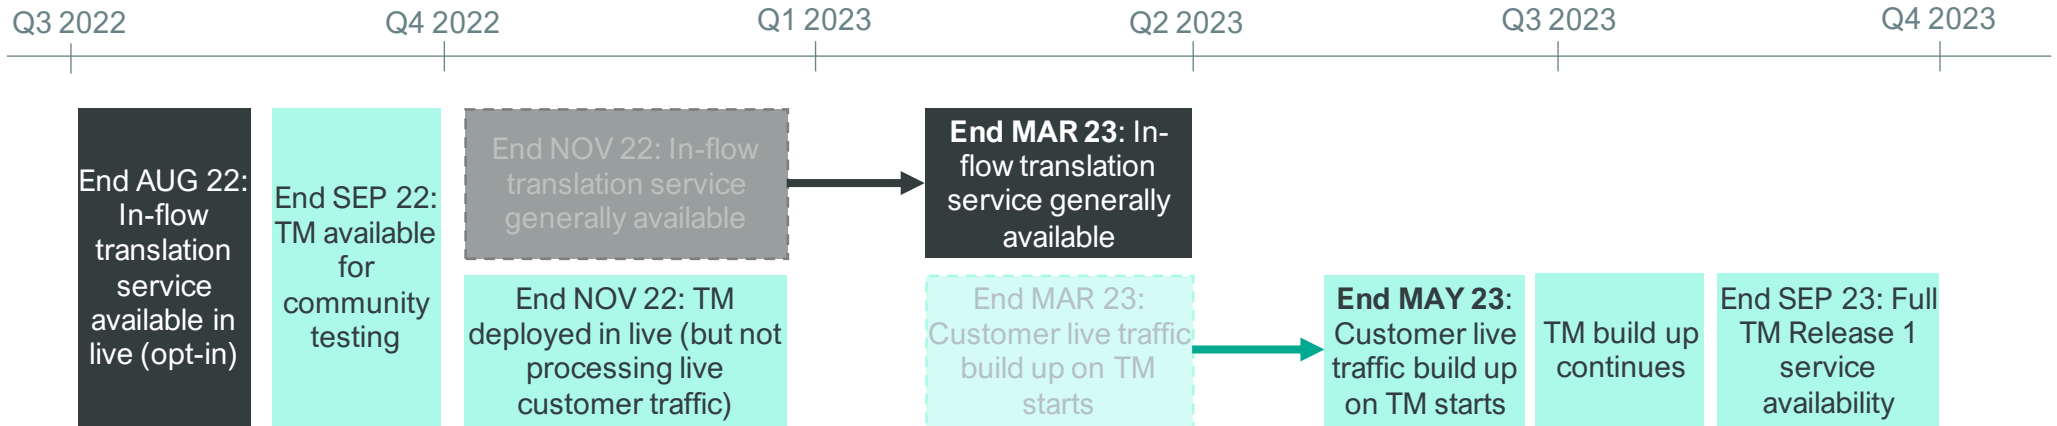 Q3 2022
Q4 2022
Q1 2023
Q2 2023
Q3 2023
Q4 2023
End AUG 22:
In-flow
translation
service
available in
live (opt-in)
End SEP 22:
TM available
for
community
testing
End NOV 22: In-flow
translation service
generally available
End NOV 22: TM
deployed in live (but not
processing live
customer traffic)
End MAR 23: In-
flow translation
service generally
available
End MAR 23:
Customer live traffic
build up on TM
starts
End MAY 23:
Customer live
traffic build up
on TM starts
TM build up
continues
End SEP 23: Full
TM Release 1
service
availability